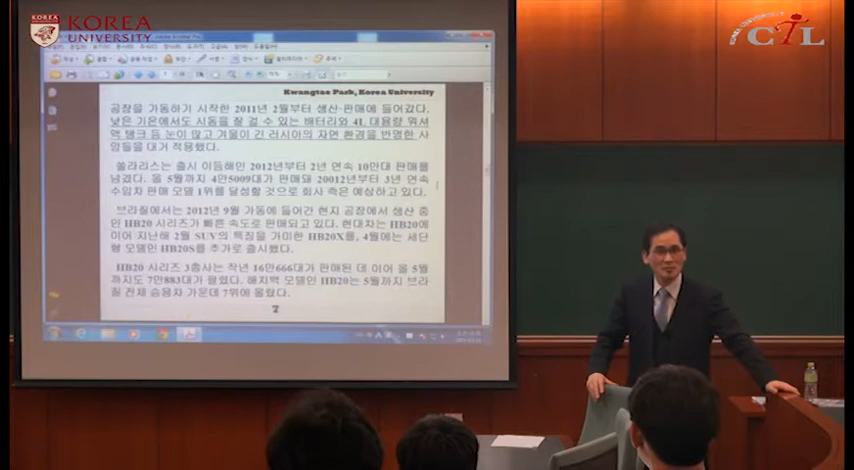 KOREA
KOREA
UNIVERSITY
CTL
Kwangtae Park, Korea University
공장을 가동하기 시작한 2011년 2월부터 생산·판매에 들어갔다.
낮은 기온에서도 시동을 잘 걸 수 있는 배터리와 4L 대용량 워셔
액 탱크 등 눈이 많고 겨울이 긴 러시아의 자연 환경을 반영한 사
양들을 대거 적용했다.
쏠라리스는 출시 이듬해인 2012년부터 2년 연속 10만대 판매를
넘겼다. 올 5월까지 4만5009대가 판매돼 20012년부터 3년 연속
수입차 판매 모델 1위를 달성할 것으로 회사 측은 예상하고 있다.
브라질에서는 2012년 9월 가동에 들어간 현지 공장에서 생산 중
인 HB20 시리즈가 빠른 속도로 판매되고 있다. 현대차는 HB20에
이어 지난해 2월 SUV의 특징을 가미한 HB20X를, 4월에는 세단
형 모델인 HB20S를 추가로 출시했다.
HB20 시리즈 3총사는 작년 16만666대가 판매된 데 이어 올 5월
까지도 7만883대가 팔렸다. 해치백 모델인 HB20는 5월까지 브라
질 전체 승용차 가운데 7위에 올랐다.
7